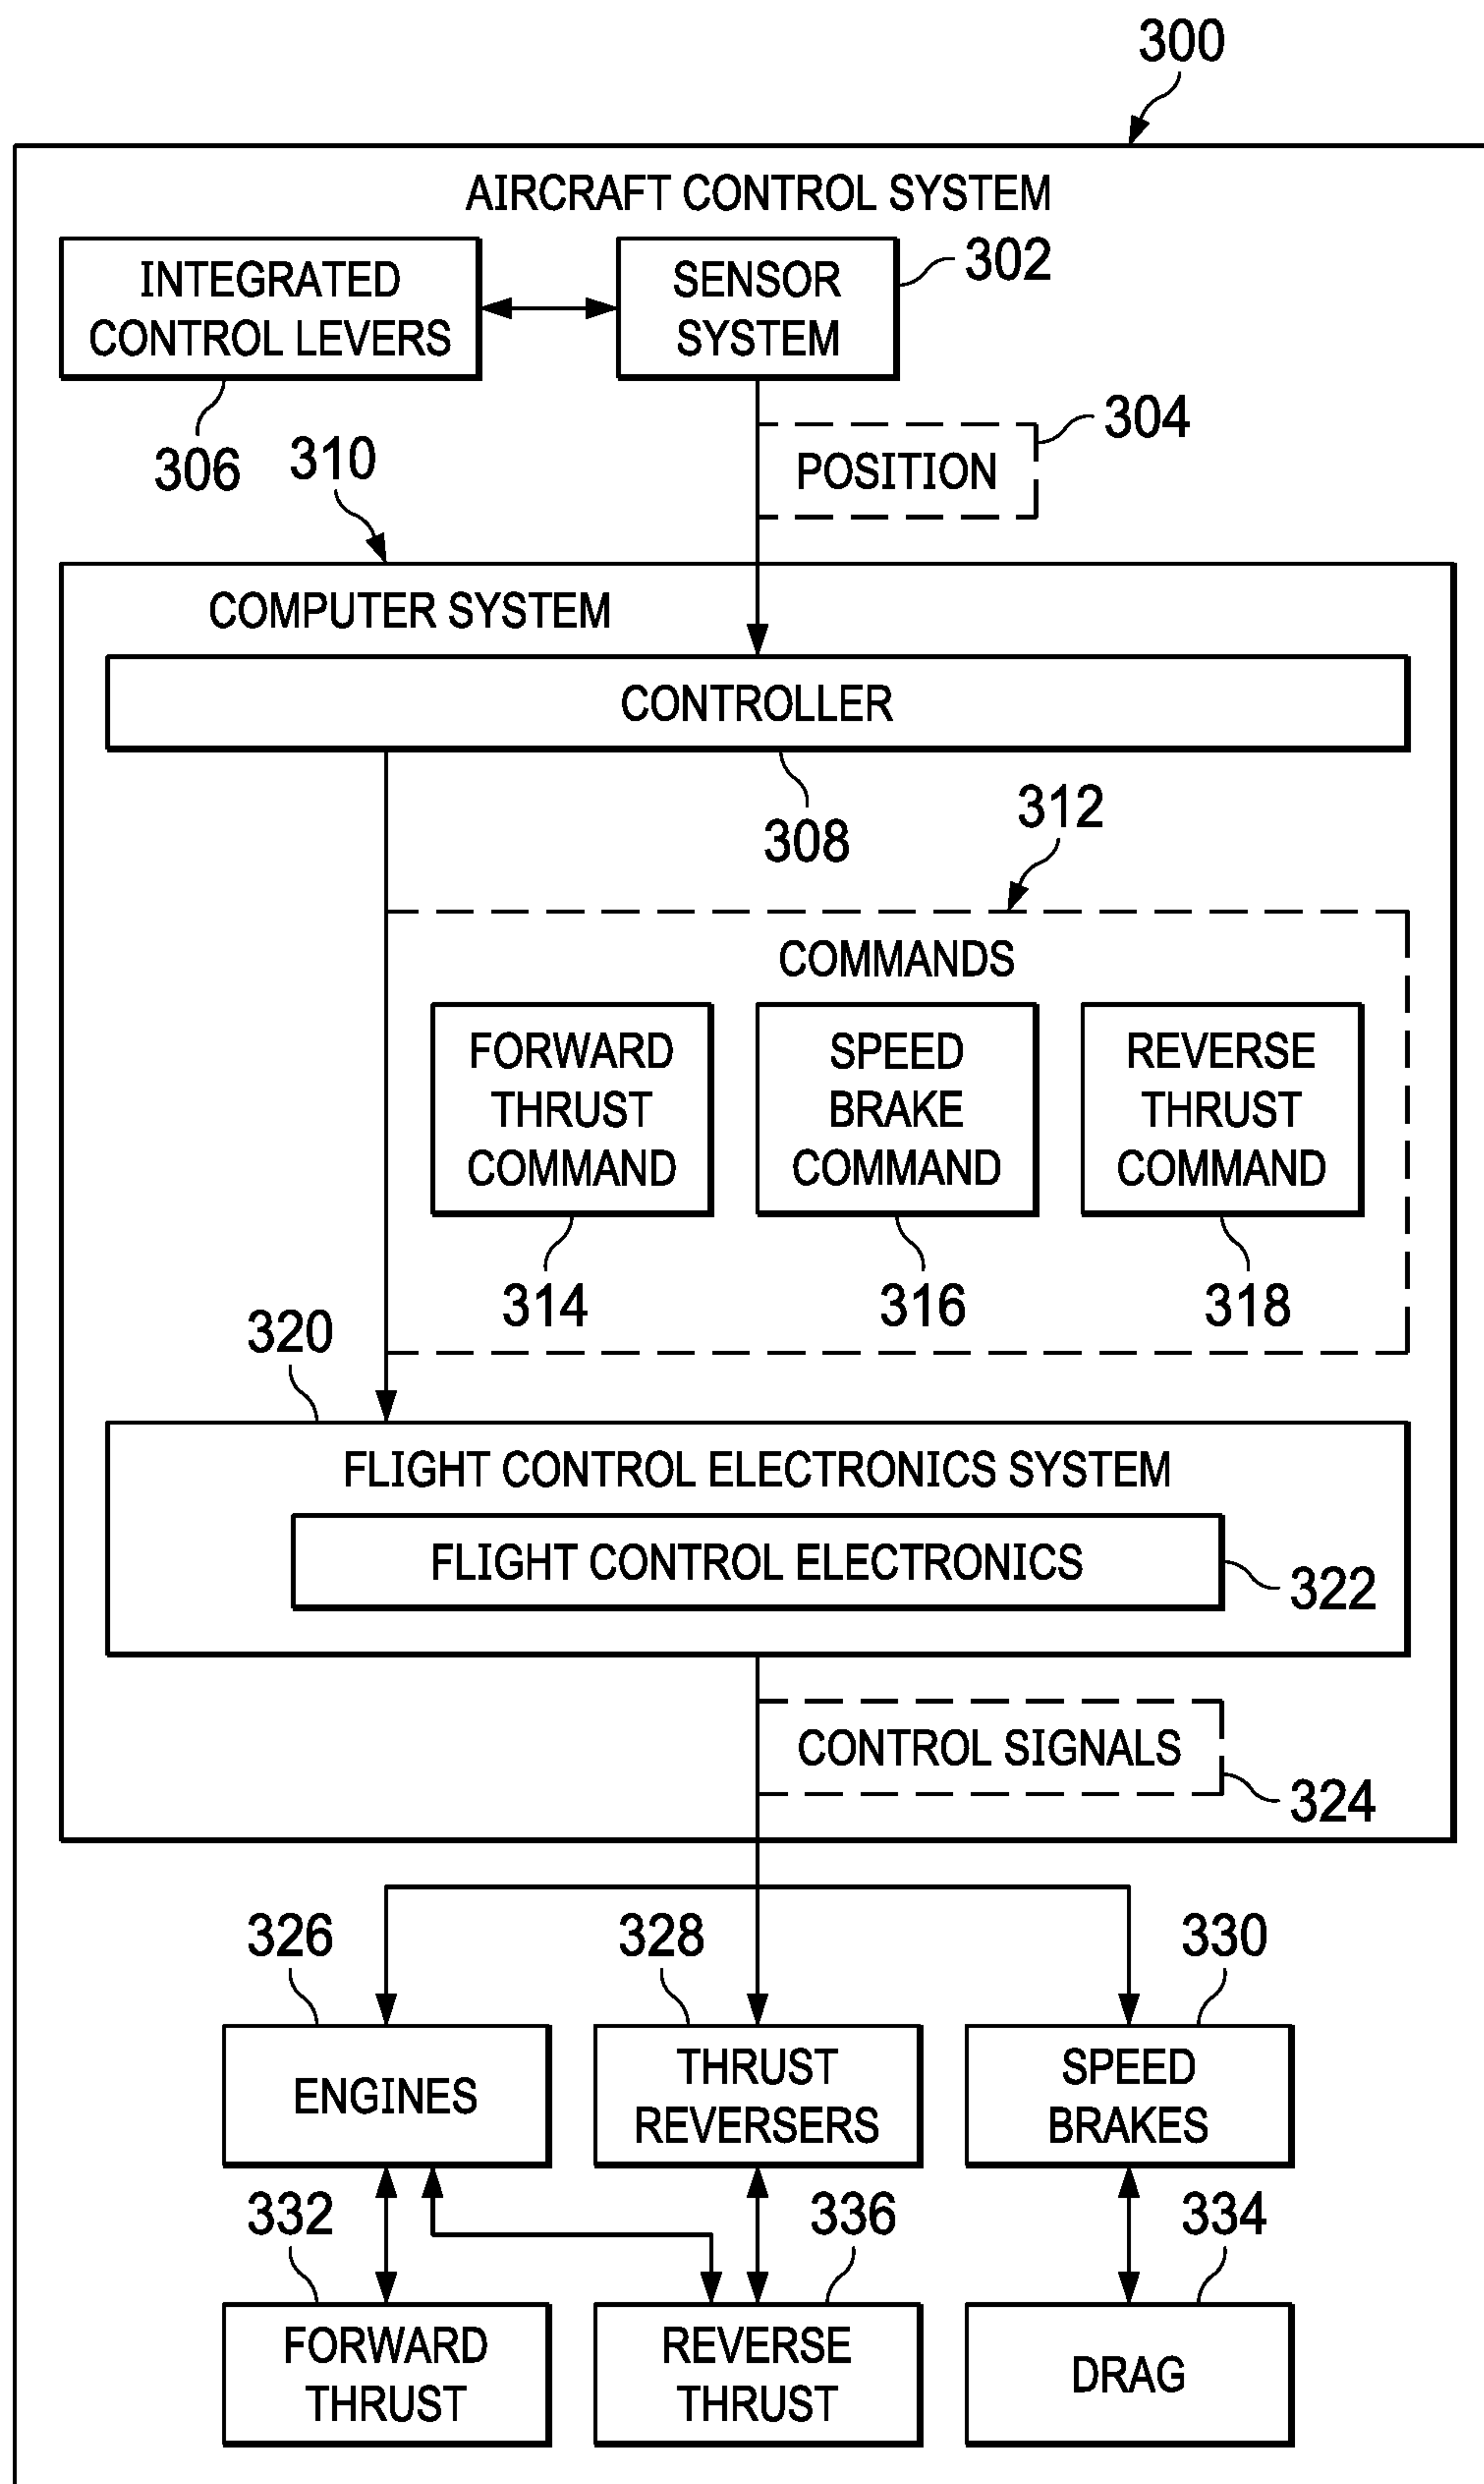 300
AIRCRAFT CONTROL SYSTEM
INTEGRATED
CONTROL LEVERS
306
SENSOR
SYSTEM
302
POSITION
304
310
COMPUTER SYSTEM
CONTROLLER
308
312
COMMANDS
FORWARD
THRUST
COMMAND
314
SPEED
BRAKE
COMMAND
316
REVERSE
THRUST
COMMAND
318
320
FLIGHT CONTROL ELECTRONICS SYSTEM
FLIGHT CONTROL ELECTRONICS
322
CONTROL SIGNALS
324
326
ENGINES
328
THRUST
REVERSERS
330
SPEED
BRAKES
332
FORWARD
THRUST
336
REVERSE
THRUST
334
DRAG